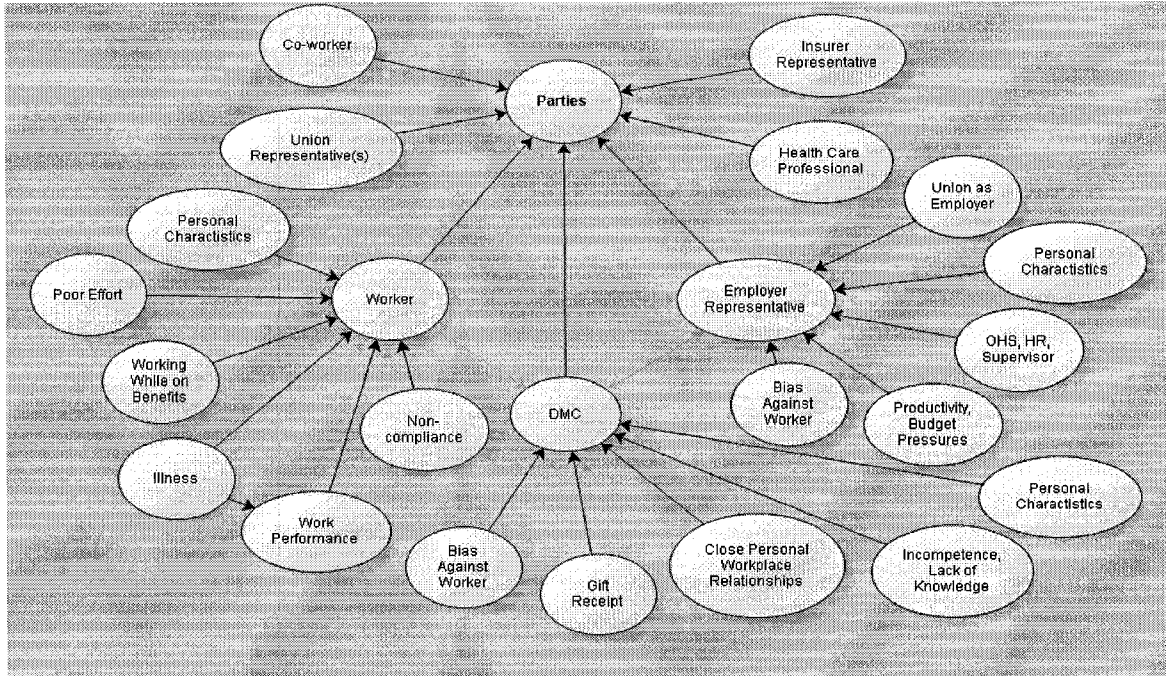 Co-worker
Insurer
Representative
Parties
Union
Representative(s)
Health Care
Professional
Union as
Employer
Personal
Charactistics
Personal
Charactistics
Poor Effort
Worker
Employer
Representative
OHS, HR,
Supervisor
Working
While on
Benefits
Non-
compliance
DMC
Bias
Against
Worker
Productivity,
Budget
Pressures
Illness
Personal
Charactistics
Work
Performance
Bias
Against
Worker
Gift
Receipt
Close Personal
Workplace
Relationships
Incompetence,
Lack of
Knowledge